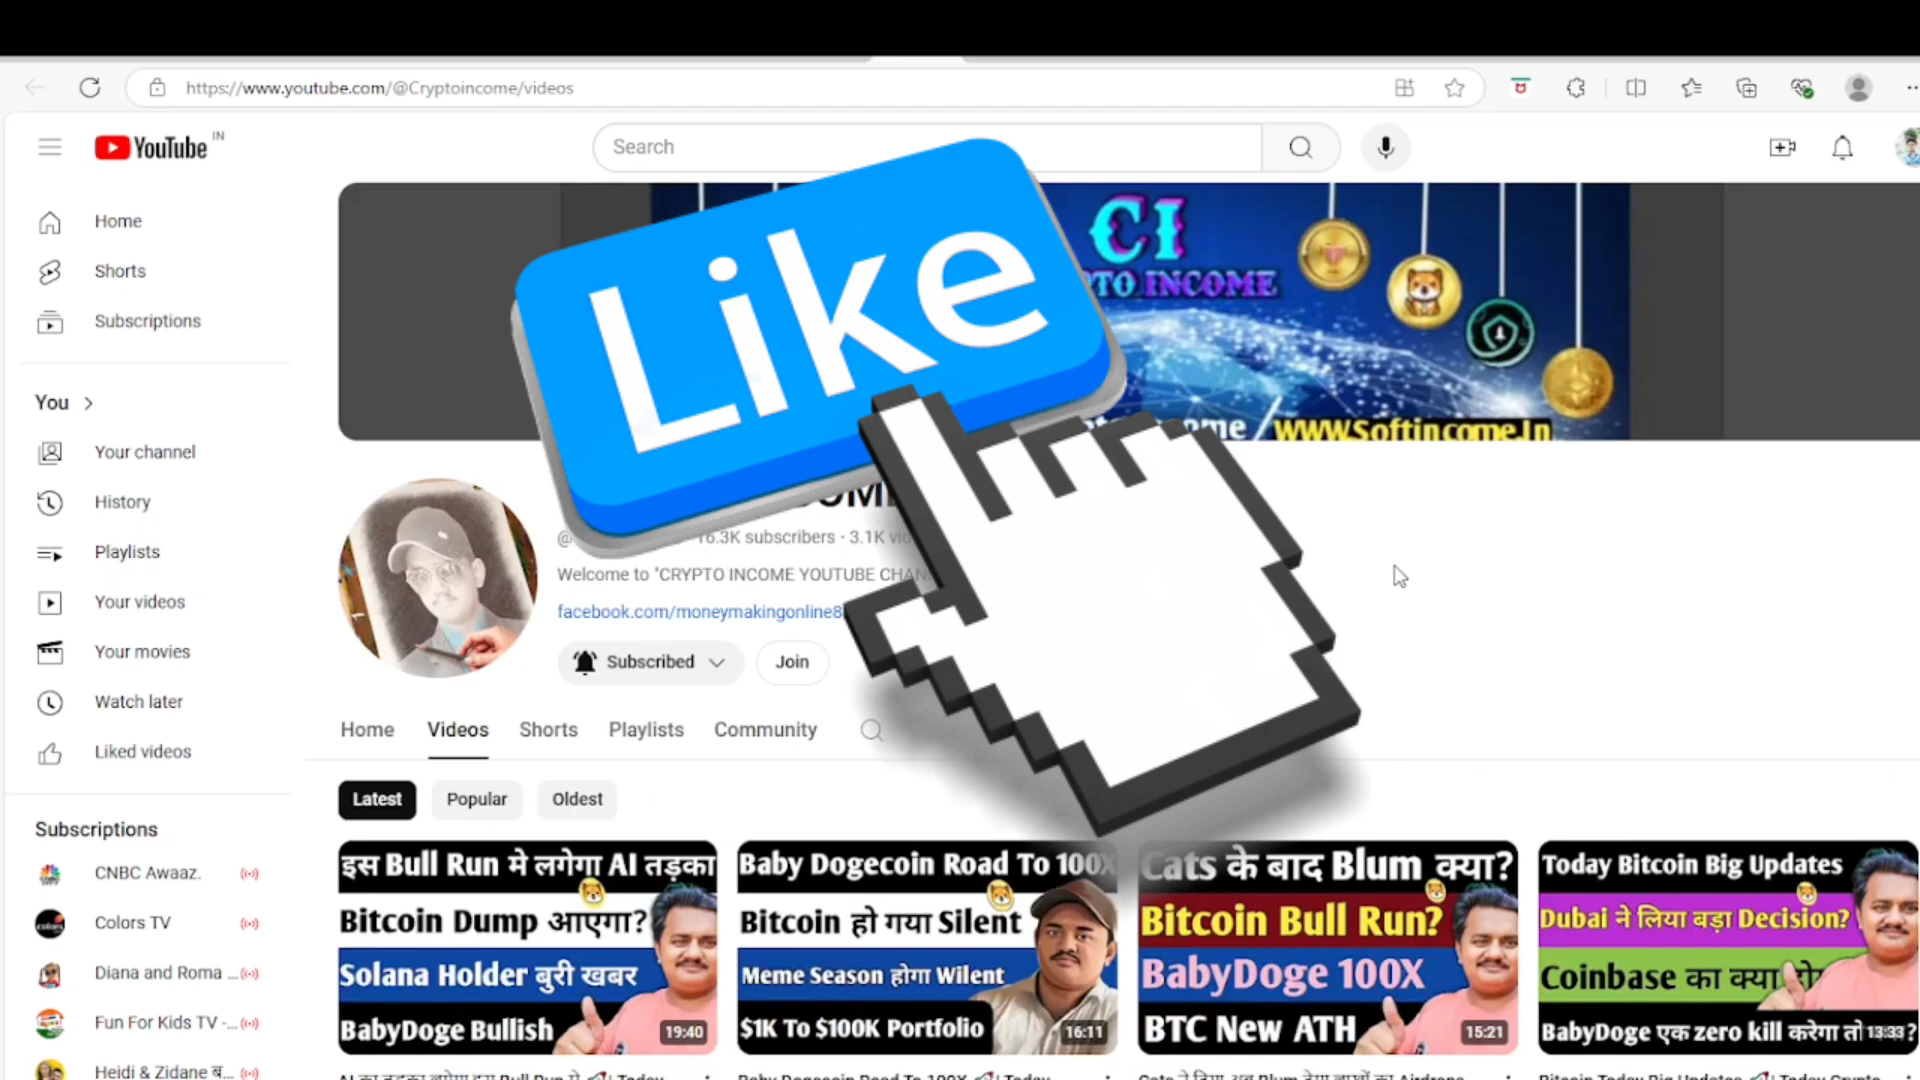 https://www.youtube.com/@Cryptoincome/videos
YouTube IN
Search
Home
Shorts
Subscriptions
You
Your channel
History
Playlists
Your videos
Your movies
Watch later
Liked videos
Subscriptions
CNBC Awaaz.
Colors TV
Diana and Roma ...
Fun For Kids TV -...
Heidi & Zidane ब...
CI
INCOME
WWW.Softincome.In
Like
16.3K subscribers · 3.1K
Welcome to "CRYPTO INCOME YOUTUBE
facebook.com/moneymakingonline8
Subscribed
Join
Home Videos Shorts Playlists Community
Latest Popular Oldest
इस Bull Run मे लगेगा AI तड़का
Bitcoin Dump आएगा?
Solana Holder बुरी खबर
BabyDoge Bullish
19:40
Baby Dogecoin Road To 100X
Bitcoin हो गया Silent
Meme Season होगा Wilent
$1K To $100K Portfolio
16:11
Cats के बाद Blum क्या?
Bitcoin Bull Run?
BabyDoge 100X
BTC New ATH
15:21
Today Bitcoin Big Updates
Dubai ने लिया बड़ा Decision?
Coinbase का क्या
BabyDoge एक zero kill करेगा तो
13:33